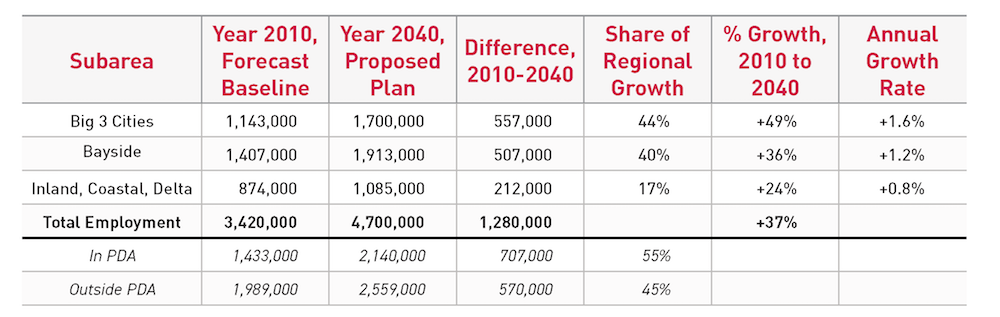 Subarea Year 2010, Forecast Baseline Year 2040, Proposed Plan Difference, 2010-2040 Share of Regional Growth % Growth, 2010 to 2040 Annual Growth Rate
Big 3 Cities 1,143,000 1,700,000 557,000 44% +49% +1.6%
Bayside 1,407,000 1,913,000 507,000 40% +36% +1.2%
Inland, Coastal, Delta 874,000 1,085,000 212,000 17% +24% +0.8%
Total Employment 3,420,000 4,700,000 1,280,000 +37%
In PDA 1,433,000 2,140,000 707,000 55%
Outside PDA 1,989,000 2,559,000 570,000 45%